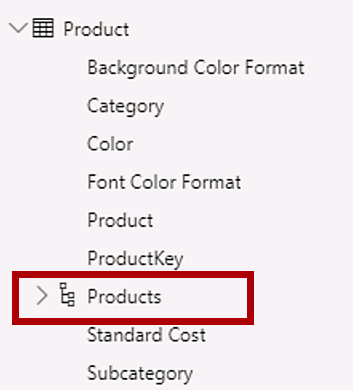 Product
Background Color Format
Category
Color
Font Color Format
Product
ProductKey
Products
Standard Cost
Subcategory